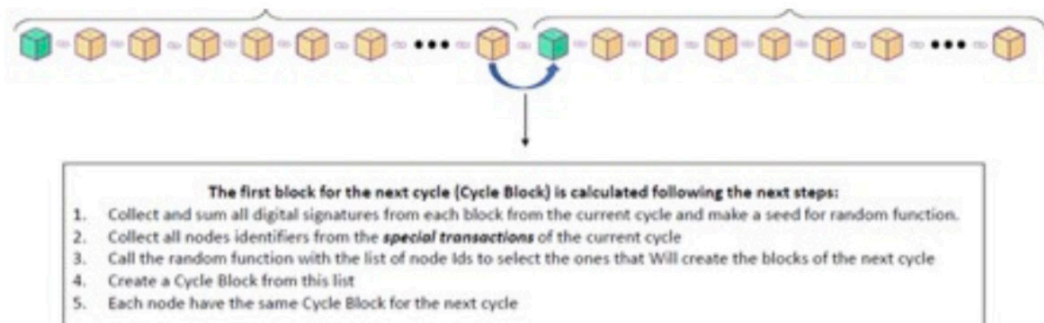 The first block for the next cycle (Cycle Block) is calculated following the next steps:
1. Collect and sum all digital signatures from each block from the current cycle and make a seed for random function.
2. Collect all nodes identifiers from the special transactions of the current cycle
3. Call the random function with the list of node Ids to select the ones that Will create the blocks of the next cycle
4. Create a Cycle Block from this list
5. Each node have the same Cycle Block for the next cycle